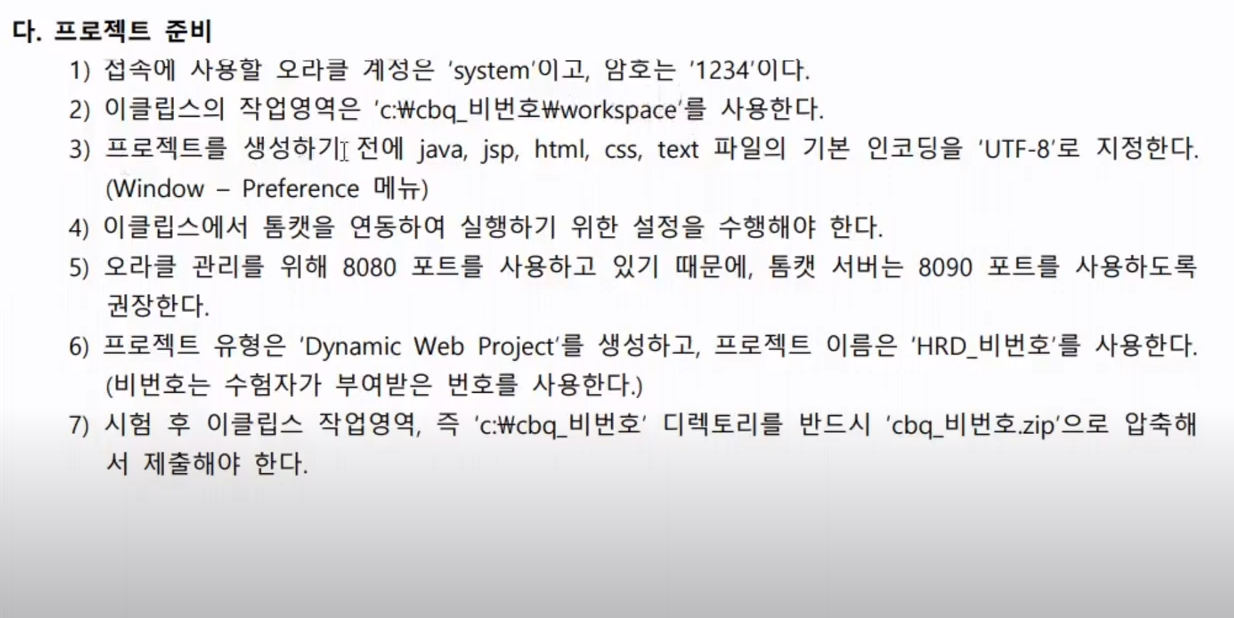 다. 프로젝트 준비
1) 접속에 사용할 오라클 계정은 ‘system’이고, 암호는 ‘1234’이다.
2) 이클립스의 작업영역은 ‘c:₩cbq_비번호₩workspace’를 사용한다.
3) 프로젝트를 생성하기 전에 java, jsp, html, css, text 파일의 기본 인코딩을 ‘UTF-8’로 지정한다.
(Window – Preference 메뉴)
4) 이클립스에서 톰캣을 연동하여 실행하기 위한 설정을 수행해야 한다.
5) 오라클 관리를 위해 8080 포트를 사용하고 있기 때문에, 톰캣 서버는 8090 포트를 사용하도록
권장한다.
6) 프로젝트 유형은 ‘Dynamic Web Project’를 생성하고, 프로젝트 이름은 ‘HRD_비번호’를 사용한다.
(비번호는 수험자가 부여받은 번호를 사용한다.)
7) 시험 후 이클립스 작업영역, 즉 ‘c:₩cbq_비번호’ 디렉토리를 반드시 ‘cbq_비번호.zip’으로 압축해
서 제출해야 한다.